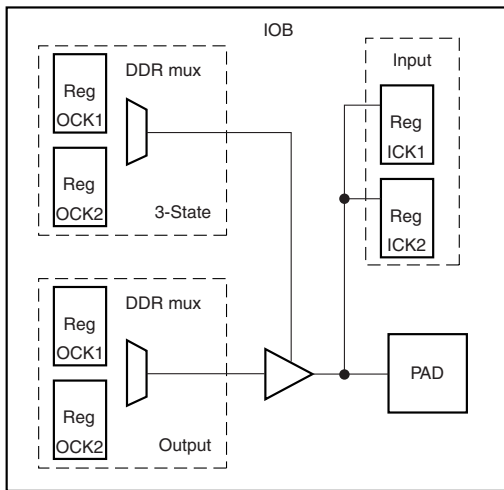 IOB
DDR mux
Reg
OCK1
Reg
OCK2
3-State
Input
Reg
ICK1
Reg
ICK2
DDR mux
Reg
OCK1
Reg
OCK2
Output
PAD